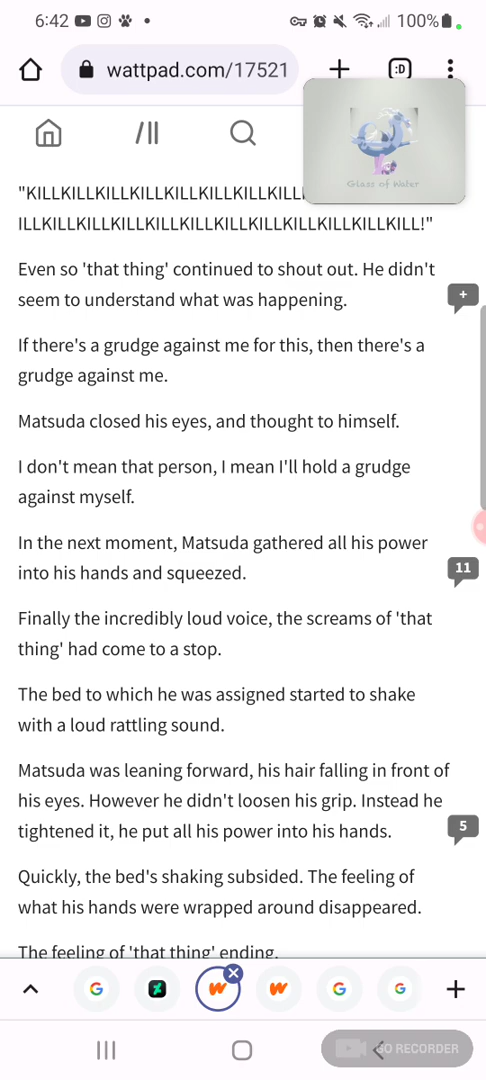 6:42
100%
wattpad.com/17521
:D
Glass of Water
"KILLKILLKILLKILLKILLKILLKILLKILL
ILLKILLKILLKILLKILLKILLKILLKILLKILLKILLKILLKILL!"
Even so 'that thing' continued to shout out. He didn't
seem to understand what was happening.
+
If there's a grudge against me for this, then there's a
grudge against me.
Matsuda closed his eyes, and thought to himself.
I don't mean that person, I mean I'll hold a grudge
against myself.
In the next moment, Matsuda gathered all his power
into his hands and squeezed.
11
Finally the incredibly loud voice, the screams of 'that
thing' had come to a stop.
The bed to which he was assigned started to shake
with a loud rattling sound.
Matsuda was leaning forward, his hair falling in front of
his eyes. However he didn't loosen his grip. Instead he
tightened it, he put all his power into his hands.
5
Quickly, the bed's shaking subsided. The feeling of
what his hands were wrapped around disappeared.
The feeling of 'that thing' ending.
GO RECORDER